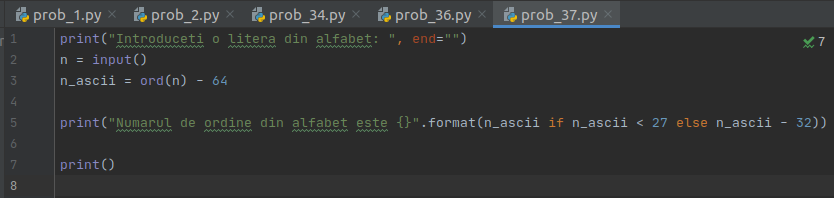 prob_1.py prob_2.py prob_34.py prob_36.py prob_37.py
1 print("Introduceti o litera din alfabet: ", end="") 7
2 n = input()
3 n_ascii = ord(n) - 64
4
5 print("Numarul de ordine din alfabet este {}".format(n_ascii if n_ascii < 27 else n_ascii - 32))
6
7 print()
8